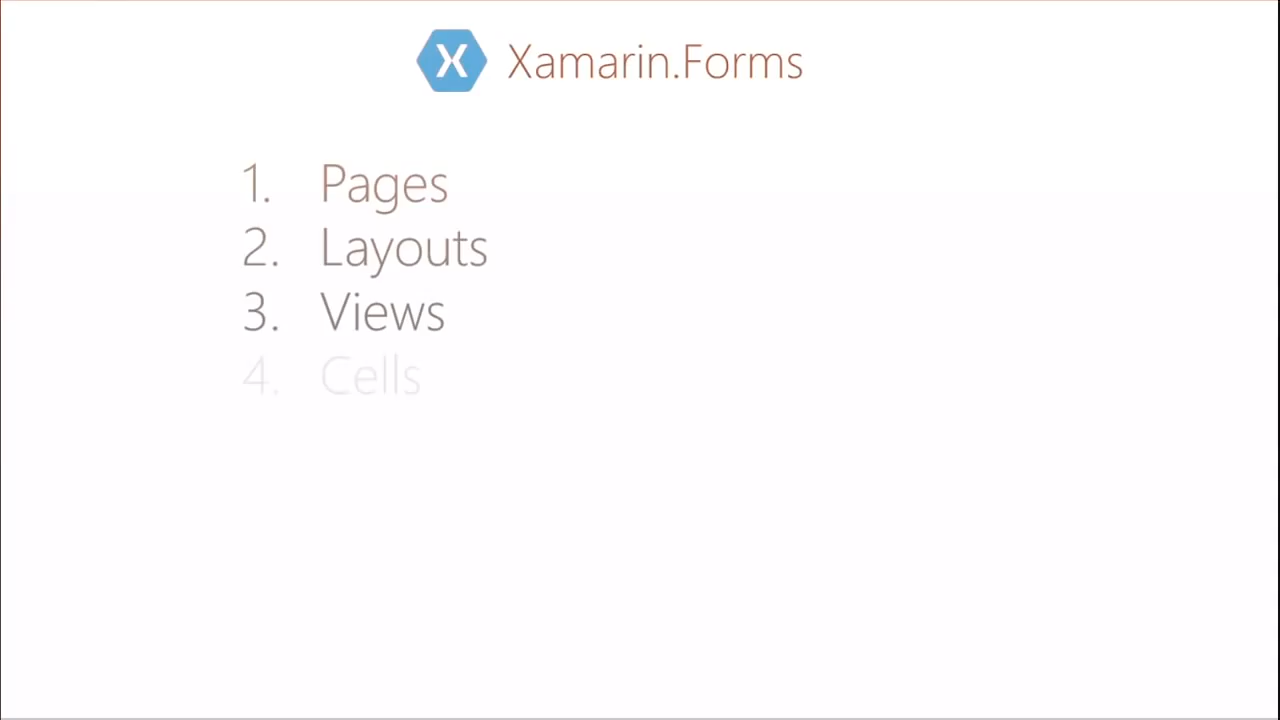 X Xamarin.Forms
1. Pages
2. Layouts
3. Views
4. Cells